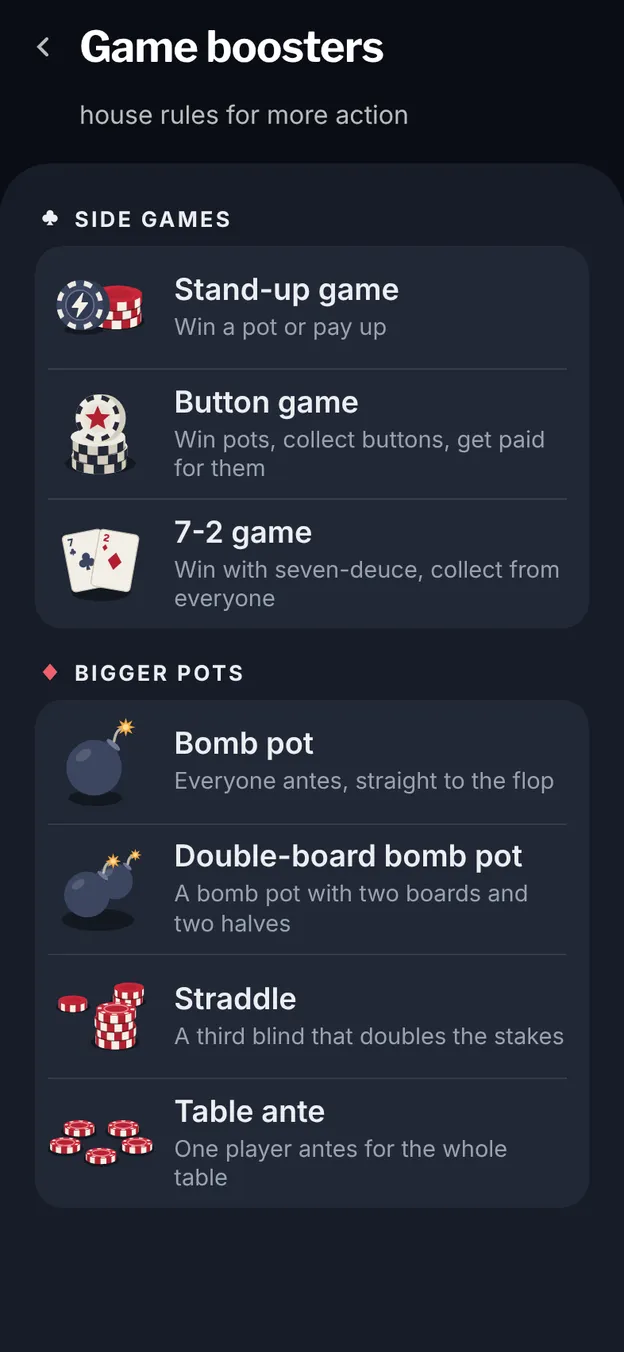 Game boosters
house rules for more action
SIDE GAMES
Stand-up game
Win a pot or pay up
Button game
Win pots, collect buttons, get paid
for them
7-2 game
7
2
Win with seven-deuce, collect from
everyone
BIGGER POTS
Bomb pot
Everyone antes, straight to the flop
Double-board bomb pot
A bomb pot with two boards and
two halves
Straddle
A third blind that doubles the stakes
Table ante
One player antes for the whole
table